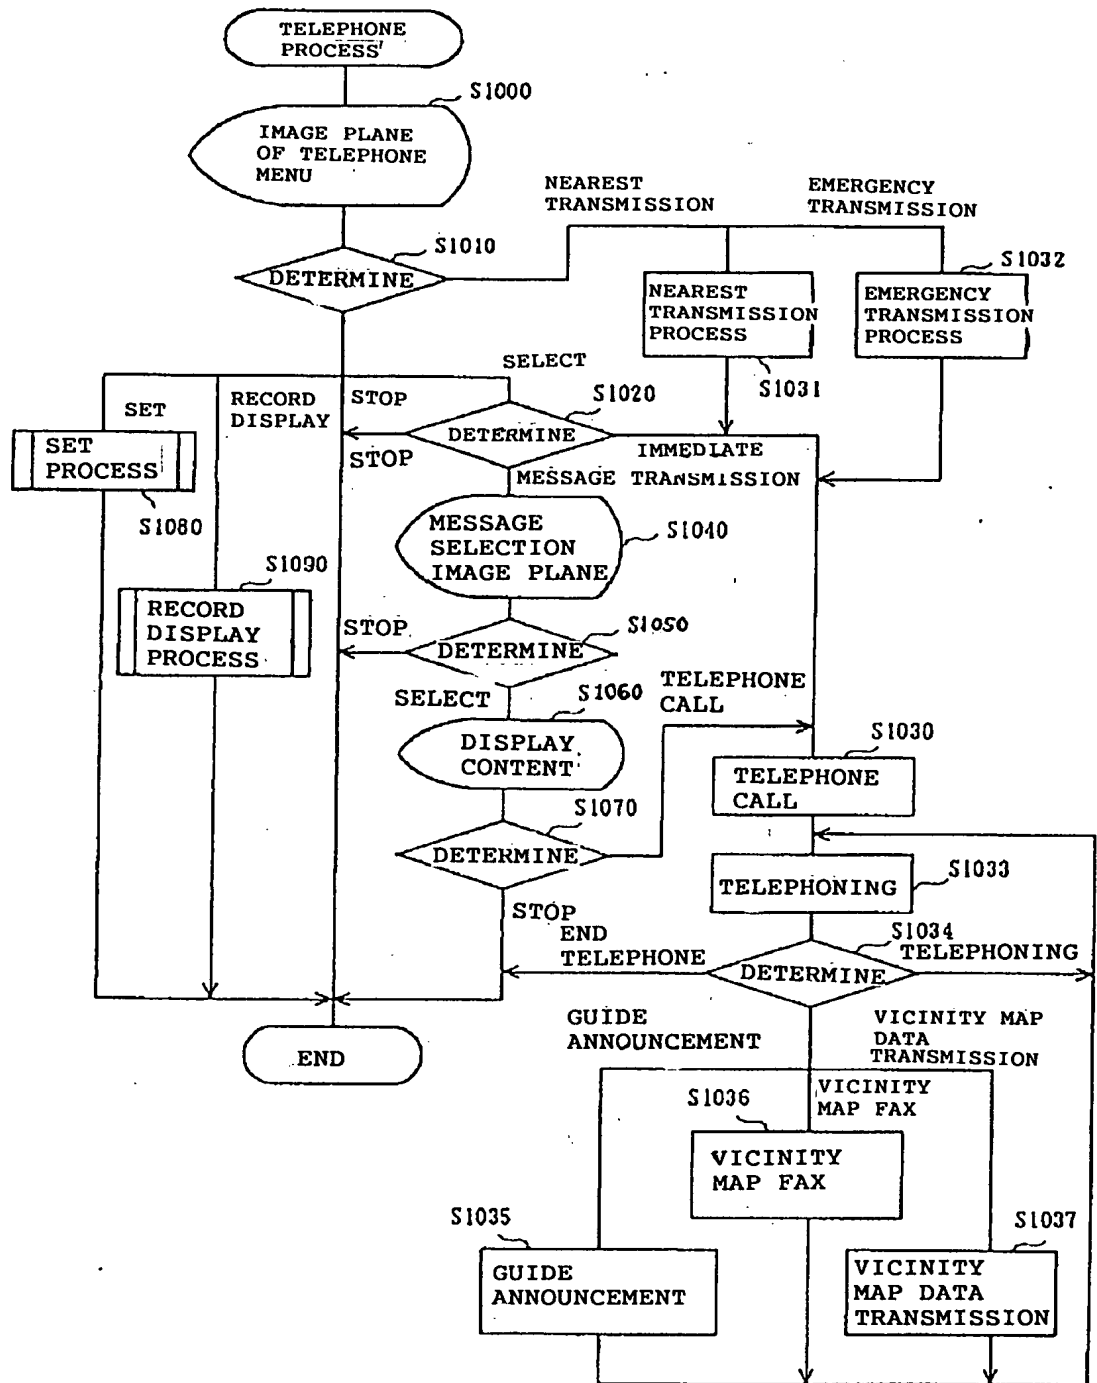 TELEPHONE
PROCESS'
S1000
IMAGE PLANE
OF TELEPHONE
MENU
NEAREST
TRANSMISSION
EMERGENCY
TRANSMISSION
S1010
DETERMINE
S1032
NEAREST
TRANSMISSION
PROCESS
EMERGENCY
TRANSMISSION
PROCESS
S1031
SELECT
SET
RECORD
DISPLAY
STOP
S1020
DETERMINE
STOP
IMMEDIATE
TRANSMISSION
MESSAGE
SET
PROCESS
S1080
MESSAGE
SELECTION
IMAGE PLANE
S1040
S1090
RECORD
DISPLAY
PROCESS
STOP
S1050
DETERMINE
SELECT
S1060
TELEPHONE
CALL
DISPLAY
CONTENT
S1030
TELEPHONE
CALL
S1070
DETERMINE
TELEPHONING
S1033
STOP
END
TELEPHONE
S1034
DETERMINE
TELEPHONING
GUIDE
ANNOUNCEMENT
VICINITY MAP
DATA
TRANSMISSION
END
VICINITY
MAP FAX
S1036
VICINITY
MAP FAX
S1035
GUIDE
ANNOUNCEMENT
S1037
VICINITY
MAP DATA
TRANSMISSION